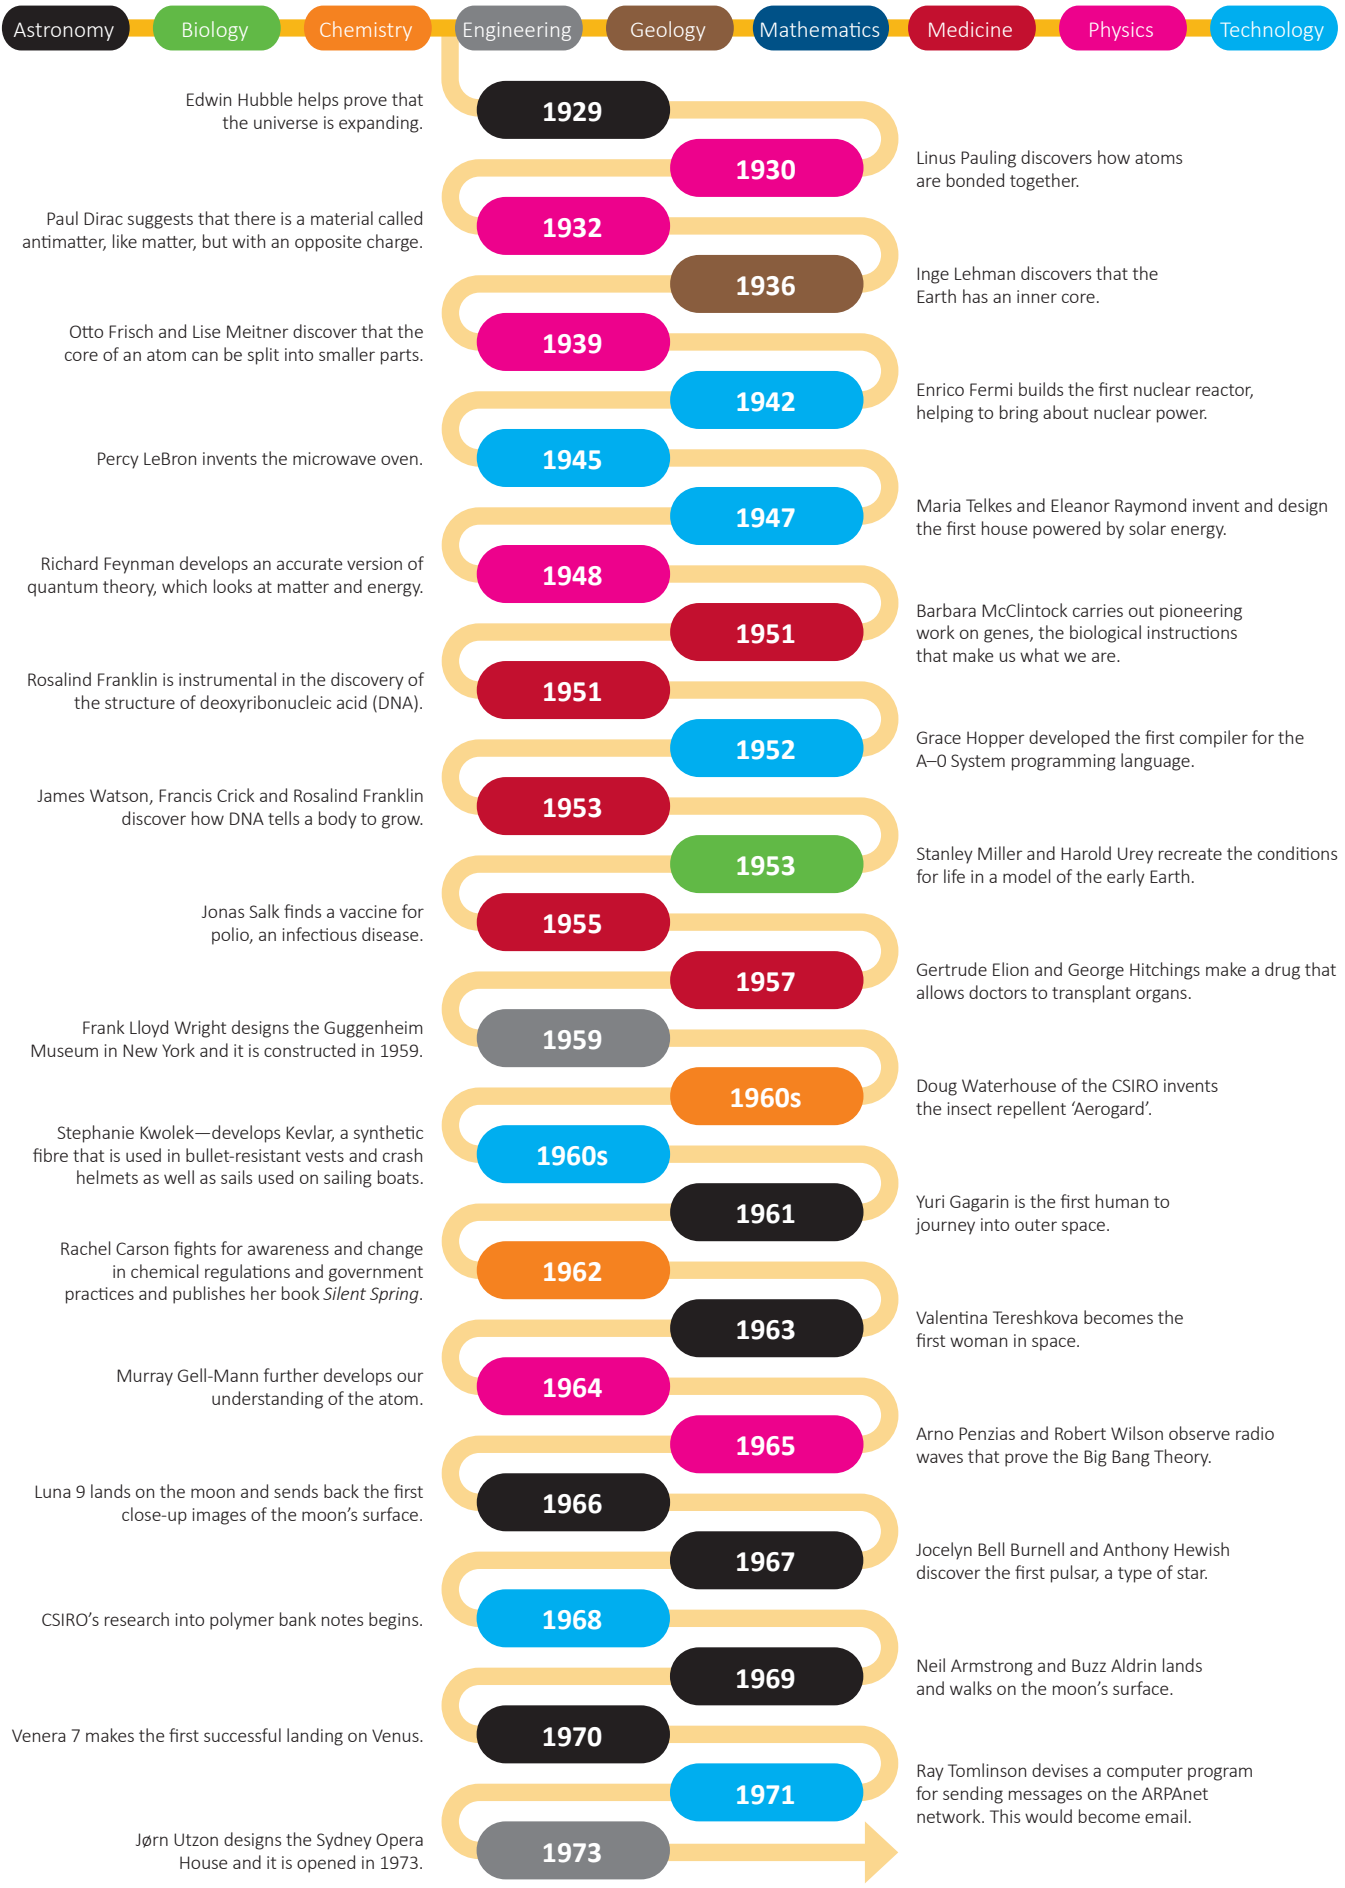 Astronomy
Biology
Chemistry
Engineering
Geology
Mathematics
Medicine
Physics
Technology
Edwin Hubble helps prove that
the universe is expanding.
1929
1930
Linus Pauling discovers how atoms
are bonded together.
Paul Dirac suggests that there is a material called
antimatter, like matter, but with an opposite charge.
1932
1936
Inge Lehman discovers that the
Earth has an inner core.
Otto Frisch and Lise Meitner discover that the
core of an atom can be split into smaller parts.
1939
1942
Enrico Fermi builds the first nuclear reactor,
helping to bring about nuclear power.
Percy LeBron invents the microwave oven.
1945
1947
Maria Telkes and Eleanor Raymond invent and design
the first house powered by solar energy.
Richard Feynman develops an accurate version of
quantum theory, which looks at matter and energy.
1948
1951
Barbara McClintock carries out pioneering
work on genes, the biological instructions
that make us what we are.
Rosalind Franklin is instrumental in the discovery of
the structure of deoxyribonucleic acid (DNA).
1951
1952
Grace Hopper developed the first compiler for the
A–0 System programming language.
James Watson, Francis Crick and Rosalind Franklin
discover how DNA tells a body to grow.
1953
1953
Stanley Miller and Harold Urey recreate the conditions
for life in a model of the early Earth.
Jonas Salk finds a vaccine for
polio, an infectious disease.
1955
1957
Gertrude Elion and George Hitchings make a drug that
allows doctors to transplant organs.
Frank Lloyd Wright designs the Guggenheim
Museum in New York and it is constructed in 1959.
1959
1960s
Doug Waterhouse of the CSIRO invents
the insect repellent ‘Aerogard’.
Stephanie Kwolek—develops Kevlar, a synthetic
fibre that is used in bullet-resistant vests and crash
helmets as well as sails used on sailing boats.
1960s
1961
Yuri Gagarin is the first human to
journey into outer space.
Rachel Carson fights for awareness and change
in chemical regulations and government
practices and publishes her book Silent Spring.
1962
1963
Valentina Tereshkova becomes the
first woman in space.
Murray Gell-Mann further develops our
understanding of the atom.
1964
1965
Arno Penzias and Robert Wilson observe radio
waves that prove the Big Bang Theory.
Luna 9 lands on the moon and sends back the first
close-up images of the moon’s surface.
1966
1967
Jocelyn Bell Burnell and Anthony Hewish
discover the first pulsar, a type of star.
CSIRO’s research into polymer bank notes begins.
1968
1969
Neil Armstrong and Buzz Aldrin lands
and walks on the moon’s surface.
Venera 7 makes the first successful landing on Venus.
1970
1971
Ray Tomlinson devises a computer program
for sending messages on the ARPAnet
network. This would become email.
Jørn Utzon designs the Sydney Opera
House and it is opened in 1973.
1973